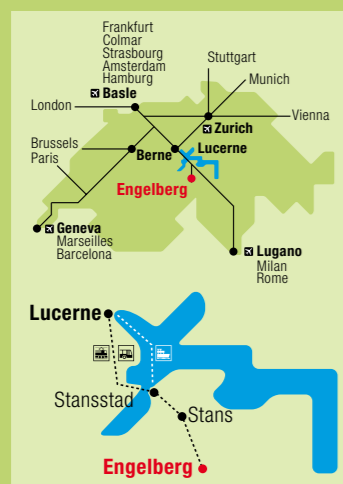 Frankfurt
Colmar
Strasbourg
Amsterdam
Hamburg
Basle
Stuttgart
Munich
London
Vienna
Zurich
Brussels
Paris
Berne
Lucerne
Engelberg
Geneva
Marseilles
Barcelona
Lugano
Milan
Rome
Lucerne
Stansstad
Stans
Engelberg